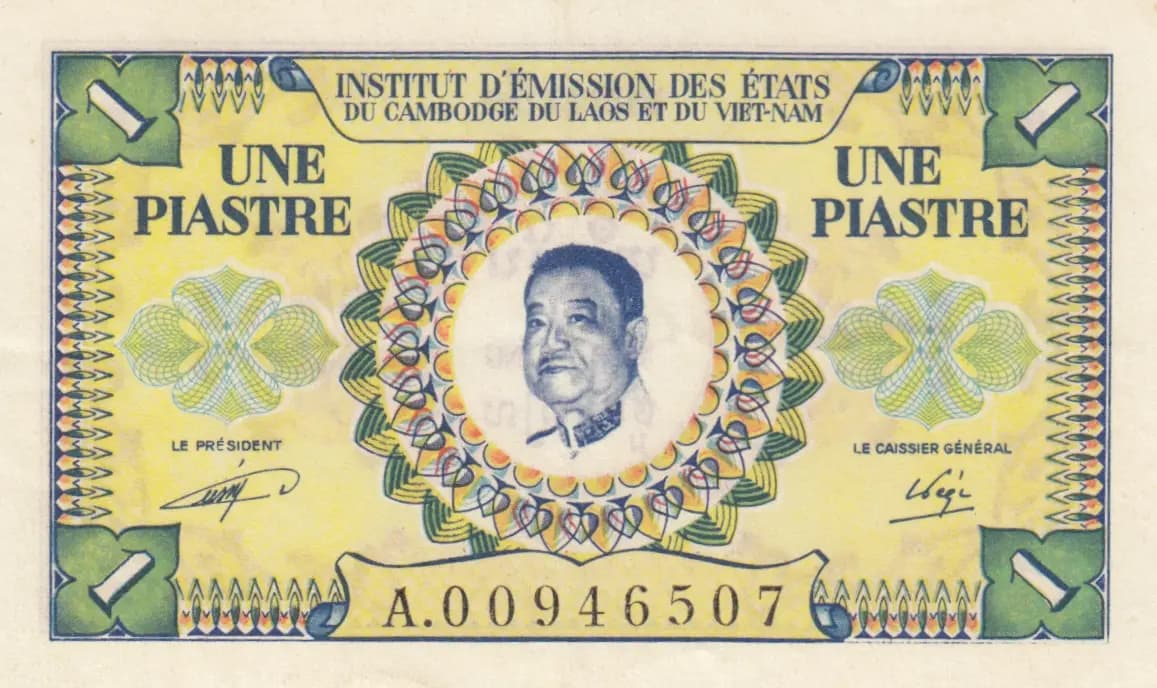 1
1
INSTITUT D'ÉMISSION DES ÉTATS
DU CAMBODGE DU LAOS ET DU VIET-NAM
UNE
PIASTRE
UNE
PIASTRE
LE PRÉSIDENT
LE CAISSIER GÉNÉRAL
1
A.00946507
1